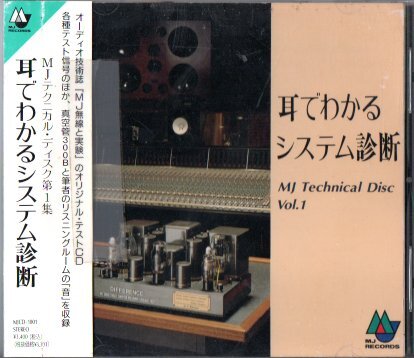 MJ
RECORDS
MJテクニカル・ディスク第1集
耳でわかるシステム診断
MJCD-1001
STEREO
オーディオ技術誌『MJ無線と実験』のオリジナル・テストCD
各種テスト信号のほか、真空管300Bと筆者のリスニングルームの「音」を収録
DIFFERENCE
耳でわかる
システム診断
MJ Technical Disc
Vol.1
MJ
RECORDS